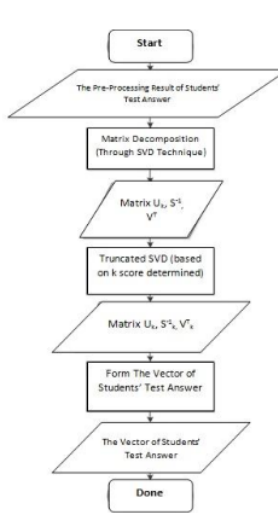 Start
The Pre-Processing Result of Students'
Test Answer
Matrix Decomposition
(Through SVD Technique)
Matrix Uₖ, S⁻¹,
Vᵀ
Truncated SVD (based
on k score determined)
Matrix Uₖ, S⁻¹ₖ, Vᵀₖ
Form The Vector of
Students' Test Answer
The Vector of Students'
Test Answer
Done